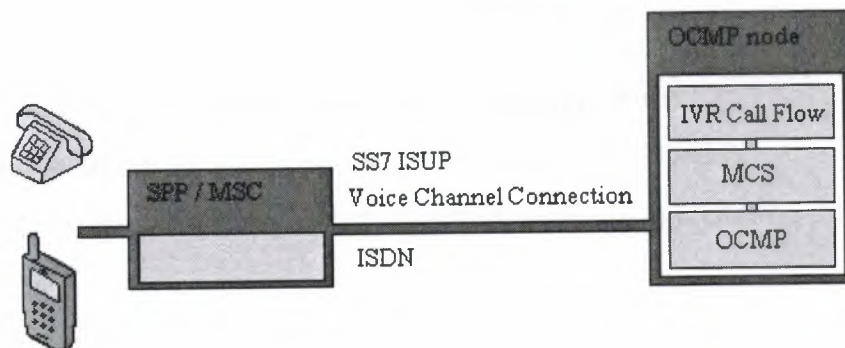 OCMP node
IVR Call Flow
MCS
OCMP
SPP / MSC
SS7 ISUP
Voice Channel Connection
ISDN